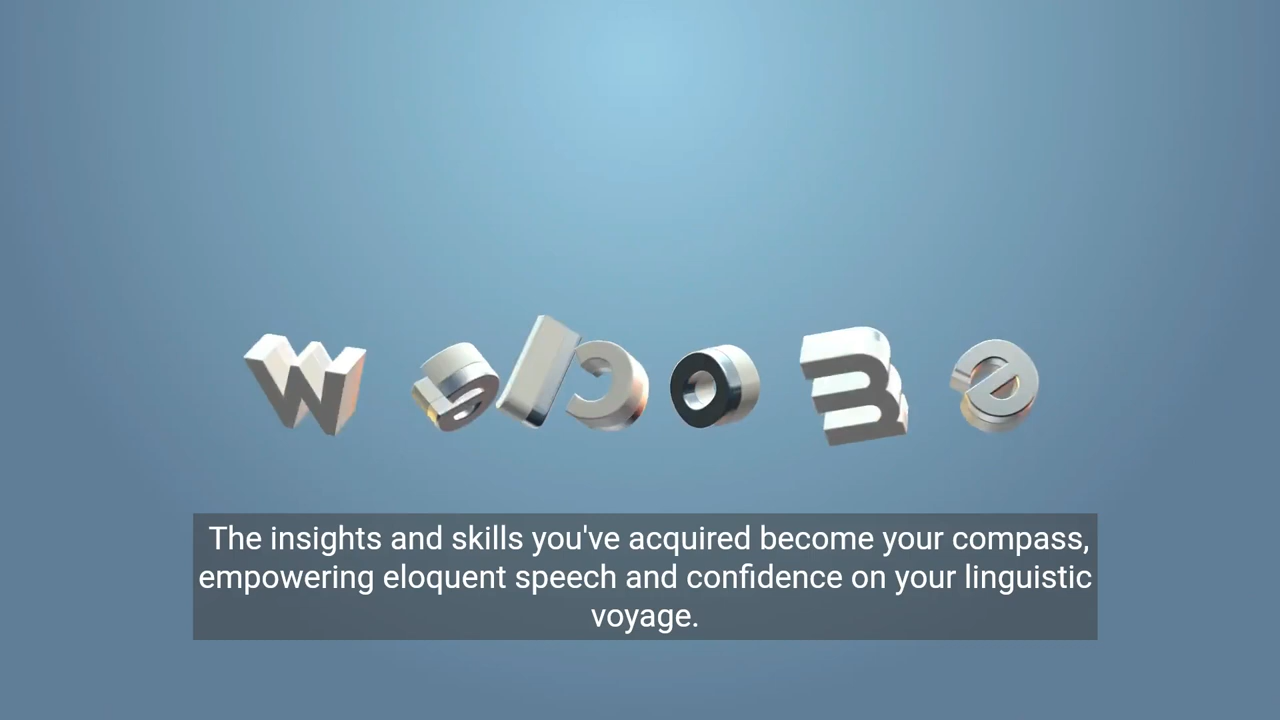 Welcome
The insights and skills you've acquired become your compass,
empowering eloquent speech and confidence on your linguistic
voyage.